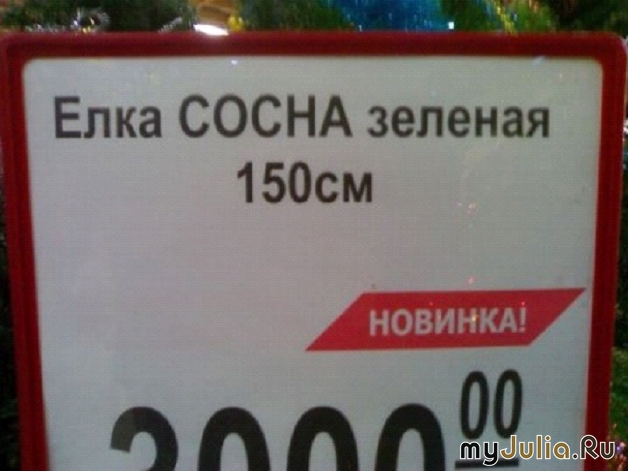 Елка СОСНА зеленая
150см
НОВИНКА!
00
myJulia.Ru